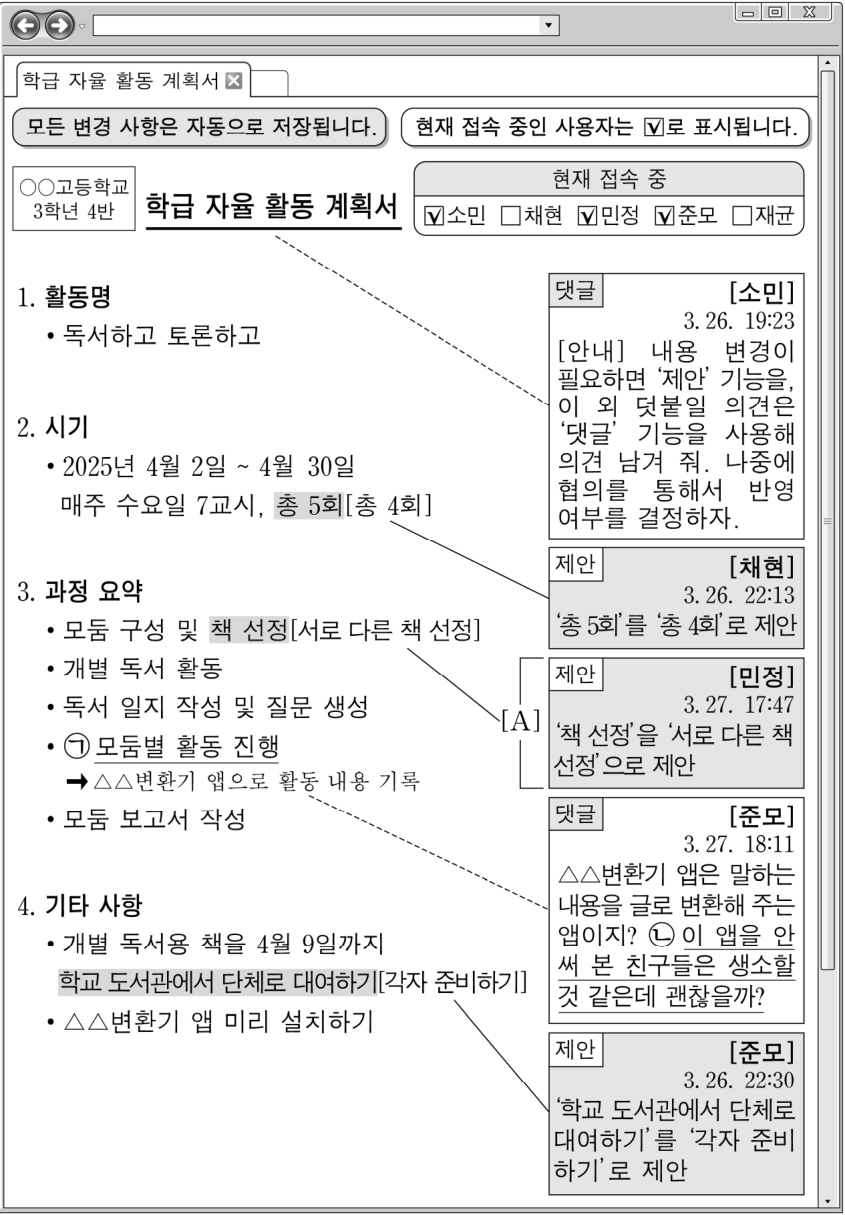 학급 자율 활동 계획서
모든 변경 사항은 자동으로 저장됩니다.
현재 접속 중인 사용자는 ☑로 표시됩니다.
○○고등학교
3학년 4반
학급 자율 활동 계획서
현재 접속 중
☑소민 □채현 ☑민정 ☑준모 □재균
1. 활동명
• 독서하고 토론하고
2. 시기
• 2025년 4월 2일 ~ 4월 30일
매주 수요일 7교시, 총 5회[총 4회]
3. 과정 요약
• 모둠 구성 및 책 선정[서로 다른 책 선정]
• 개별 독서 활동
• 독서 일지 작성 및 질문 생성
• ㉠ 모둠별 활동 진행
➡ △△변환기 앱으로 활동 내용 기록
• 모둠 보고서 작성
4. 기타 사항
• 개별 독서용 책을 4월 9일까지
학교 도서관에서 단체로 대여하기[각자 준비하기]
• △△변환기 앱 미리 설치하기
댓글 [소민]
3. 26. 19:23
[안내] 내용 변경이
필요하면 ‘제안’ 기능을,
이 외 덧붙일 의견은
‘댓글’ 기능을 사용해
의견 남겨 줘. 나중에
협의를 통해서 반영
여부를 결정하자.
제안 [채현]
3. 26. 22:13
‘총 5회’를 ‘총 4회’로 제안
[A]
제안 [민정]
3. 27. 17:47
‘책 선정’을 ‘서로 다른 책
선정’으로 제안
댓글 [준모]
3. 27. 18:11
△△변환기 앱은 말하는
내용을 글로 변환해 주는
앱이지? ㉡ 이 앱을 안
써 본 친구들은 생소할
것 같은데 괜찮을까?
제안 [준모]
3. 26. 22:30
‘학교 도서관에서 단체로
대여하기’를 ‘각자 준비
하기’로 제안